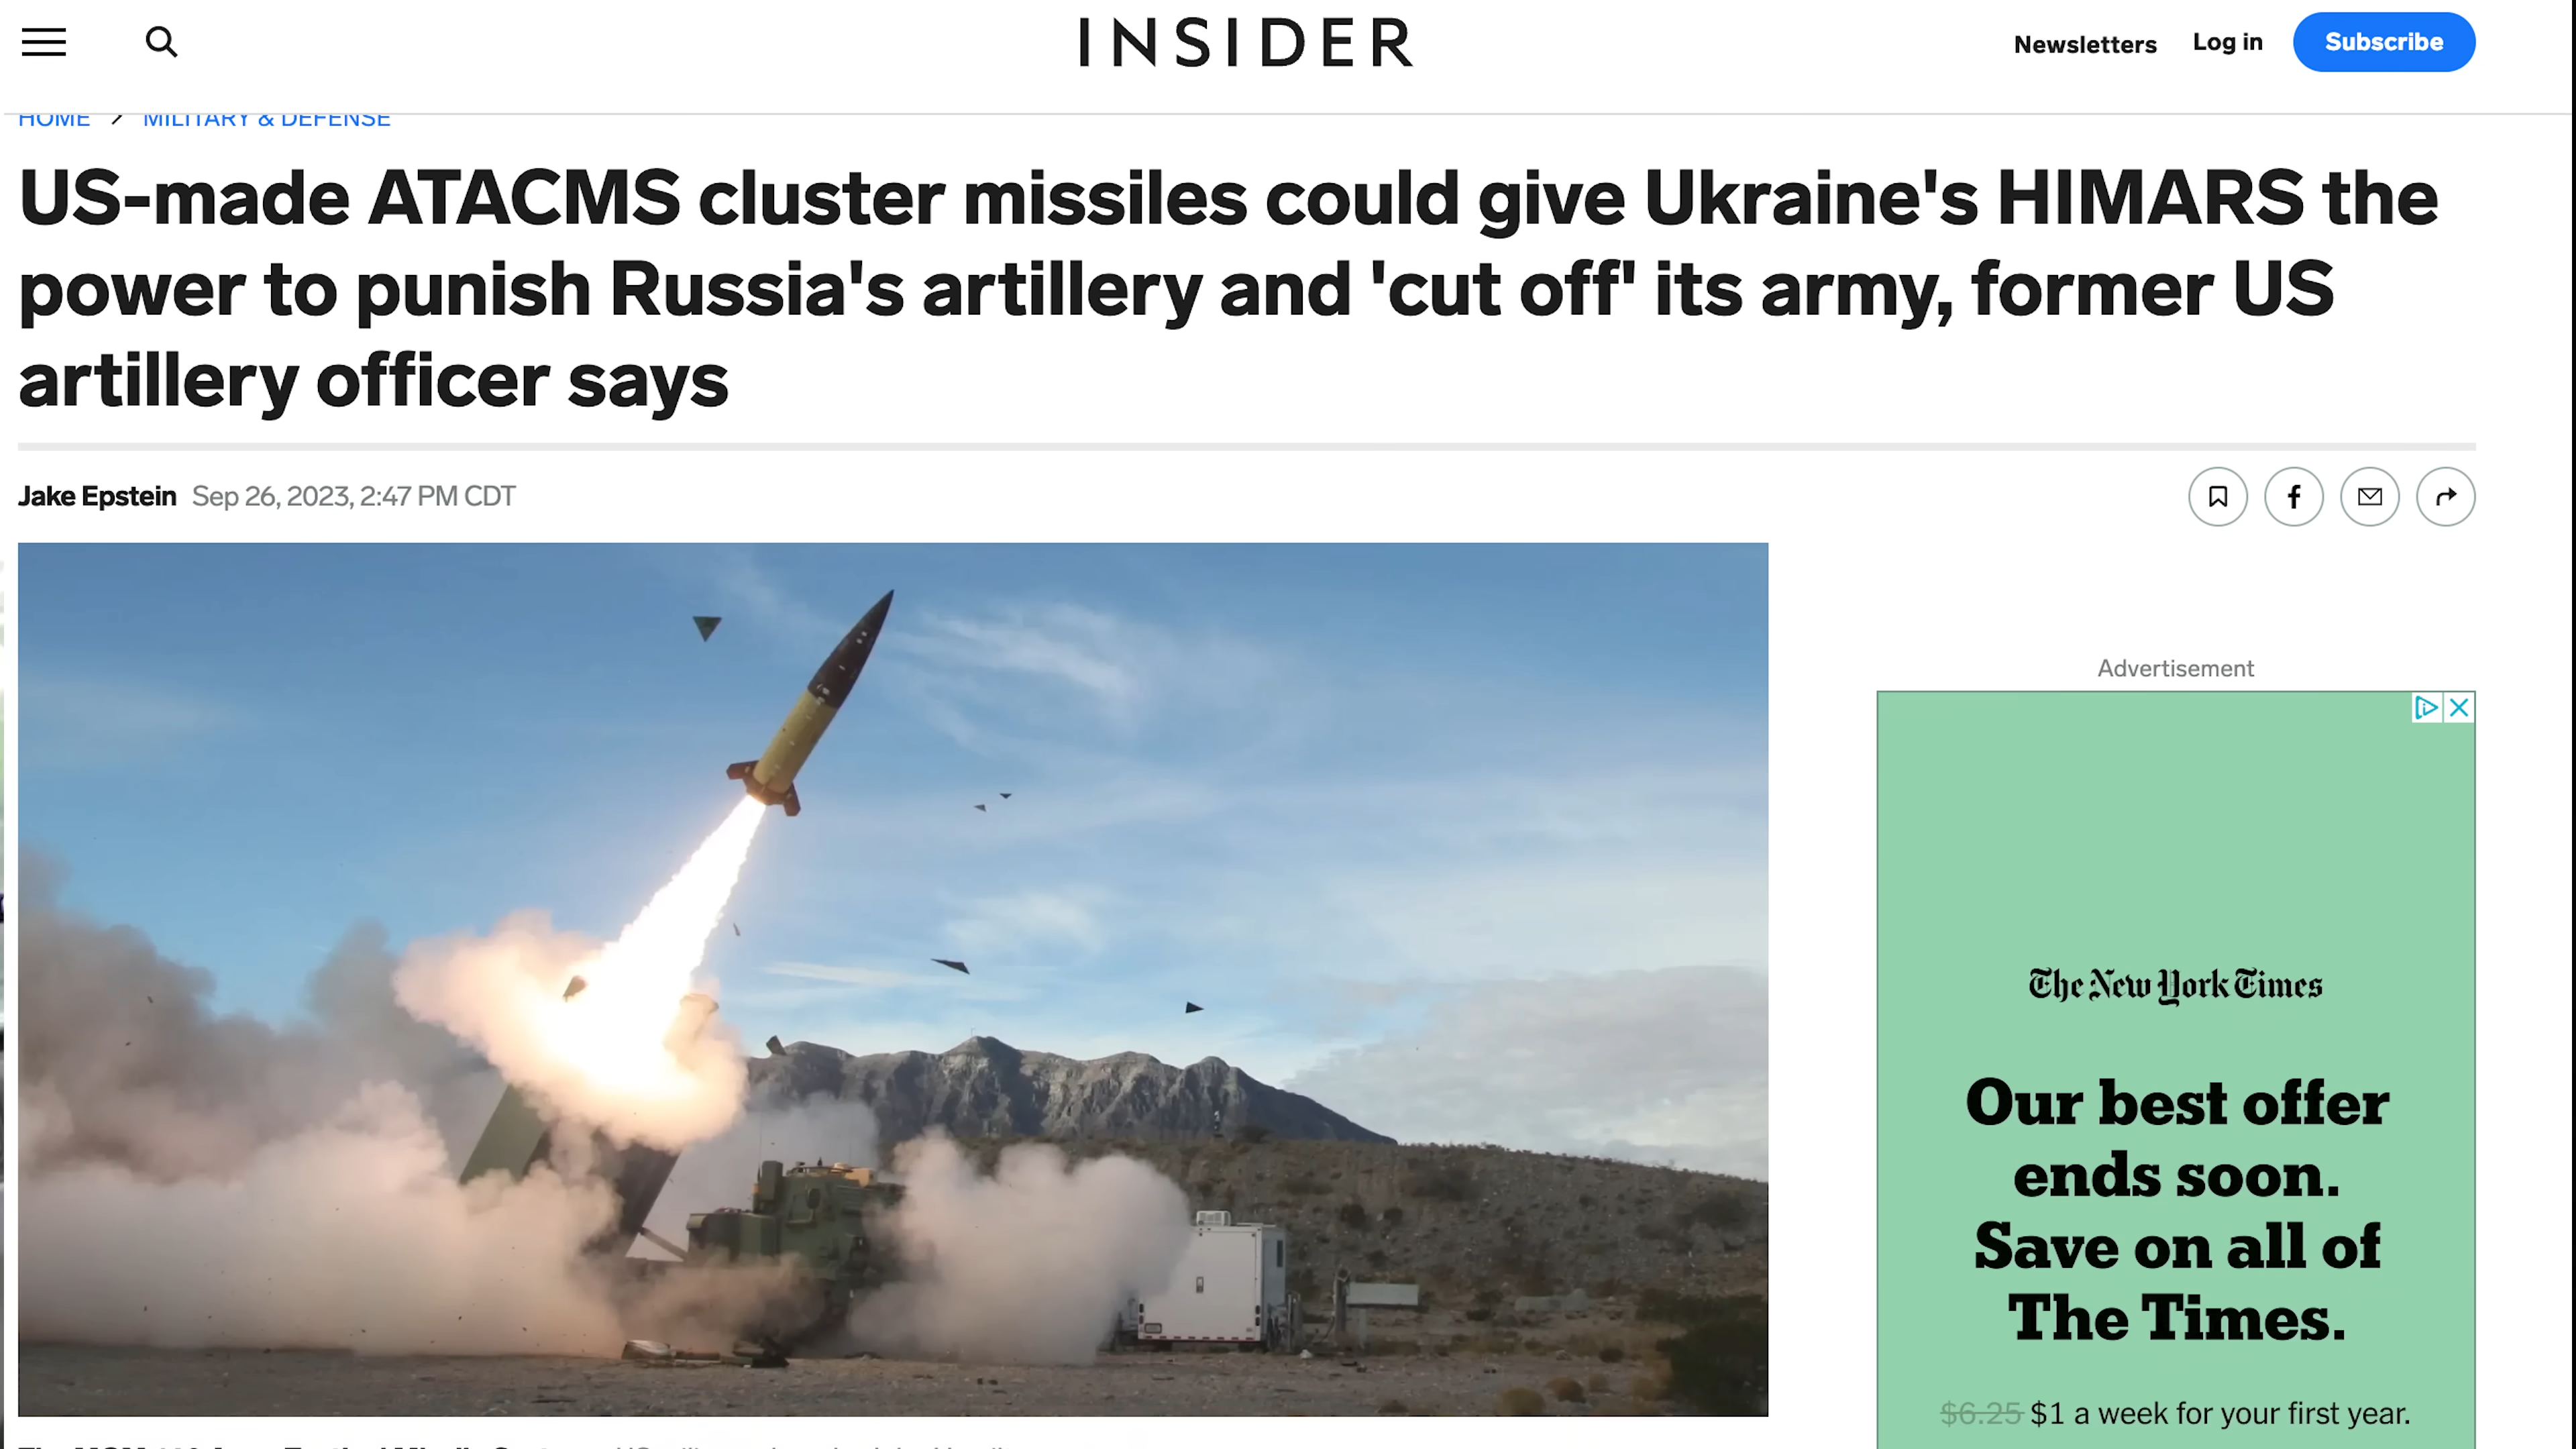 INSIDER
Newsletters
Log in
Subscribe
HOME > MILITARY & DEFENSE
US-made ATACMS cluster missiles could give Ukraine's HIMARS the
power to punish Russia's artillery and 'cut off' its army, former US
artillery officer says
Jake Epstein Sep 26, 2023, 2:47 PM CDT
Advertisement
The New York Times
Our best offer
ends soon.
Save on all of
The Times.
$6.25 $1 a week for your first year.